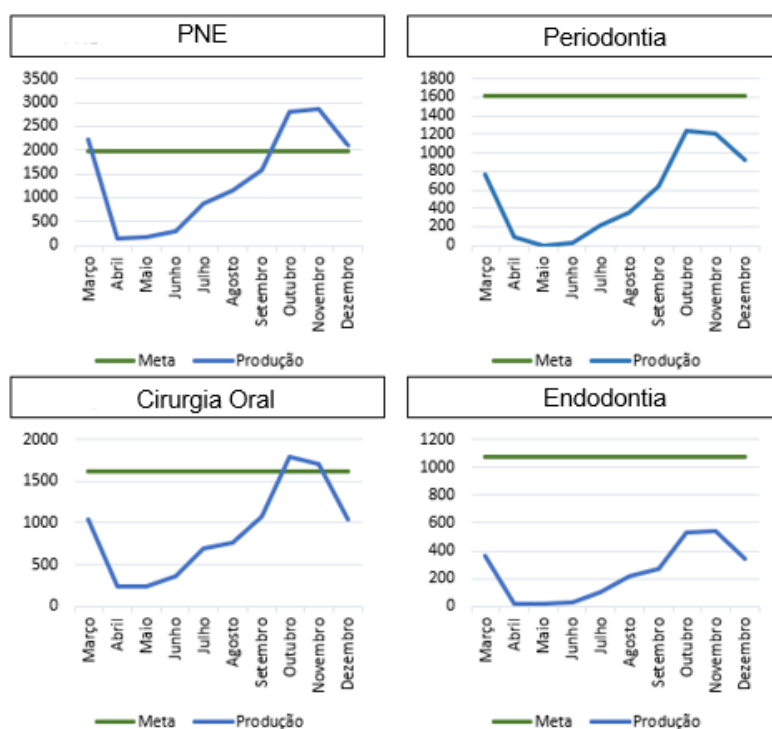 PNE
3500
3000
2500
2000
1500
1000
500
0
Março
Abril
Maio
Junho
Julho
Agosto
Setembro
Outubro
Novembro
Dezembro
Meta Produção
Periodontia
1800
1600
1400
1200
1000
800
600
400
200
0
Março
Abril
Maio
Junho
Julho
Agosto
Setembro
Outubro
Novembro
Dezembro
Meta Produção
Cirurgia Oral
2000
1500
1000
500
0
Março
Abril
Maio
Junho
Julho
Agosto
Setembro
Outubro
Novembro
Dezembro
Meta Produção
Endodontia
1200
1000
800
600
400
200
0
Março
Abril
Maio
Junho
Julho
Agosto
Setembro
Outubro
Novembro
Dezembro
Meta Produção